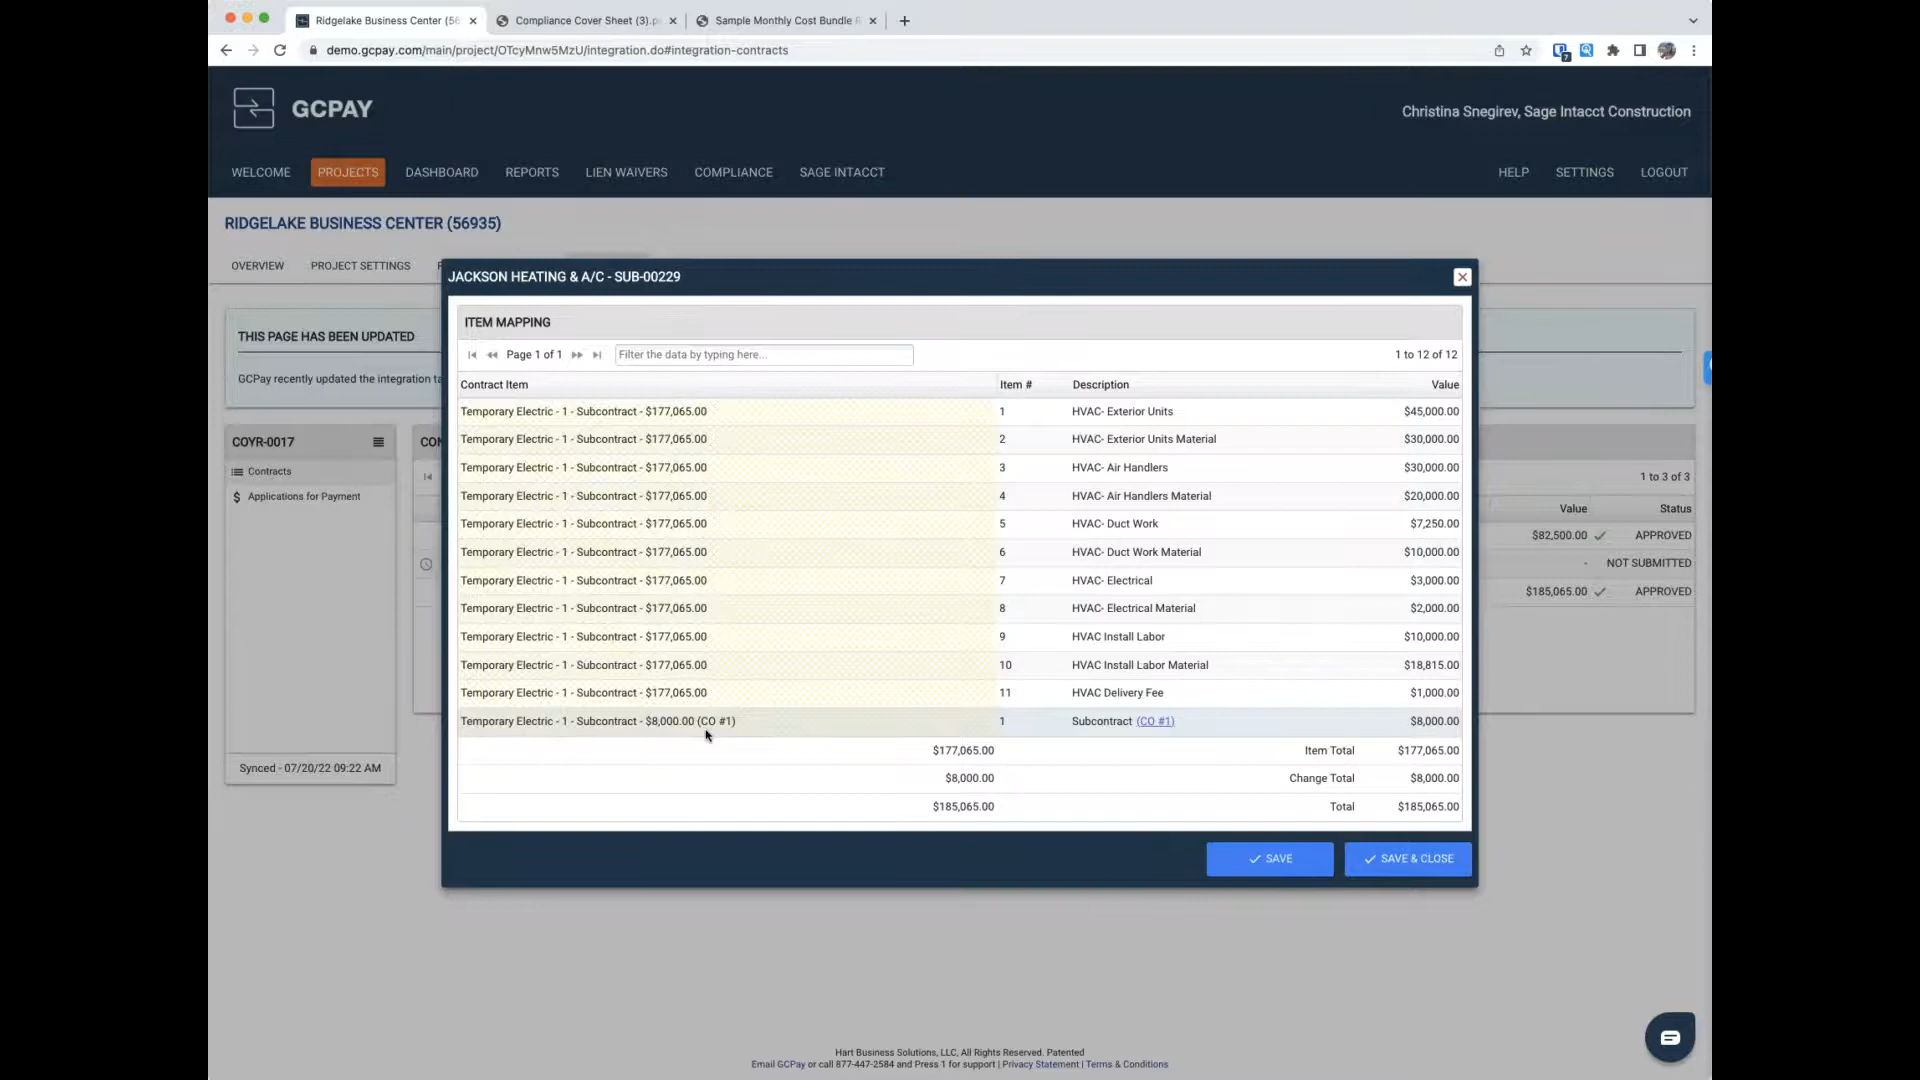 Ridgelake Business Center (56
Compliance Cover Sheet (3).p
Sample Monthly Cost Bundle R
demo.gcpay.com/main/project/OTcyMnw5MzU/integration.do#integration-contracts
GCPAY
Christina Snegirev, Sage Intacct Construction
WELCOME PROJECTS DASHBOARD REPORTS LIEN WAIVERS COMPLIANCE SAGE INTACCT HELP SETTINGS LOGOUT
RIDGELAKE BUSINESS CENTER (56935)
OVERVIEW PROJECT SETTINGS
JACKSON HEATING & A/C - SUB-00229
ITEM MAPPING
THIS PAGE HAS BEEN UPDATED
GCPay recently updated the integration ta
Page 1 of 1 Filter the data by typing here... 1 to 12 of 12
Contract Item Item # Description Value
Temporary Electric - 1 - Subcontract - $177,065.00 1 HVAC- Exterior Units $45,000.00
Temporary Electric - 1 - Subcontract - $177,065.00 2 HVAC- Exterior Units Material $30,000.00
Temporary Electric - 1 - Subcontract - $177,065.00 3 HVAC- Air Handlers $30,000.00
Temporary Electric - 1 - Subcontract - $177,065.00 4 HVAC- Air Handlers Material $20,000.00
Temporary Electric - 1 - Subcontract - $177,065.00 5 HVAC- Duct Work $7,250.00
Temporary Electric - 1 - Subcontract - $177,065.00 6 HVAC- Duct Work Material $10,000.00
Temporary Electric - 1 - Subcontract - $177,065.00 7 HVAC- Electrical $3,000.00
Temporary Electric - 1 - Subcontract - $177,065.00 8 HVAC- Electrical Material $2,000.00
Temporary Electric - 1 - Subcontract - $177,065.00 9 HVAC Install Labor $10,000.00
Temporary Electric - 1 - Subcontract - $177,065.00 10 HVAC Install Labor Material $18,815.00
Temporary Electric - 1 - Subcontract - $177,065.00 11 HVAC Delivery Fee $1,000.00
Temporary Electric - 1 - Subcontract - $8,000.00 (CO #1) 1 Subcontract (CO #1) $8,000.00
$177,065.00 Item Total $177,065.00
$8,000.00 Change Total $8,000.00
$185,065.00 Total $185,065.00
SAVE SAVE & CLOSE
COYR-0017
Contracts
$ Applications for Payment
Synced - 07/20/22 09:22 AM
CON
1 to 3 of 3
Value Status
$82,500.00 APPROVED
- NOT SUBMITTED
$185,065.00 APPROVED
Hart Business Solutions, LLC, All Rights Reserved. Patented
Email GCPay or call 877-447-2584 and Press 1 for support | Privacy Statement | Terms & Conditions